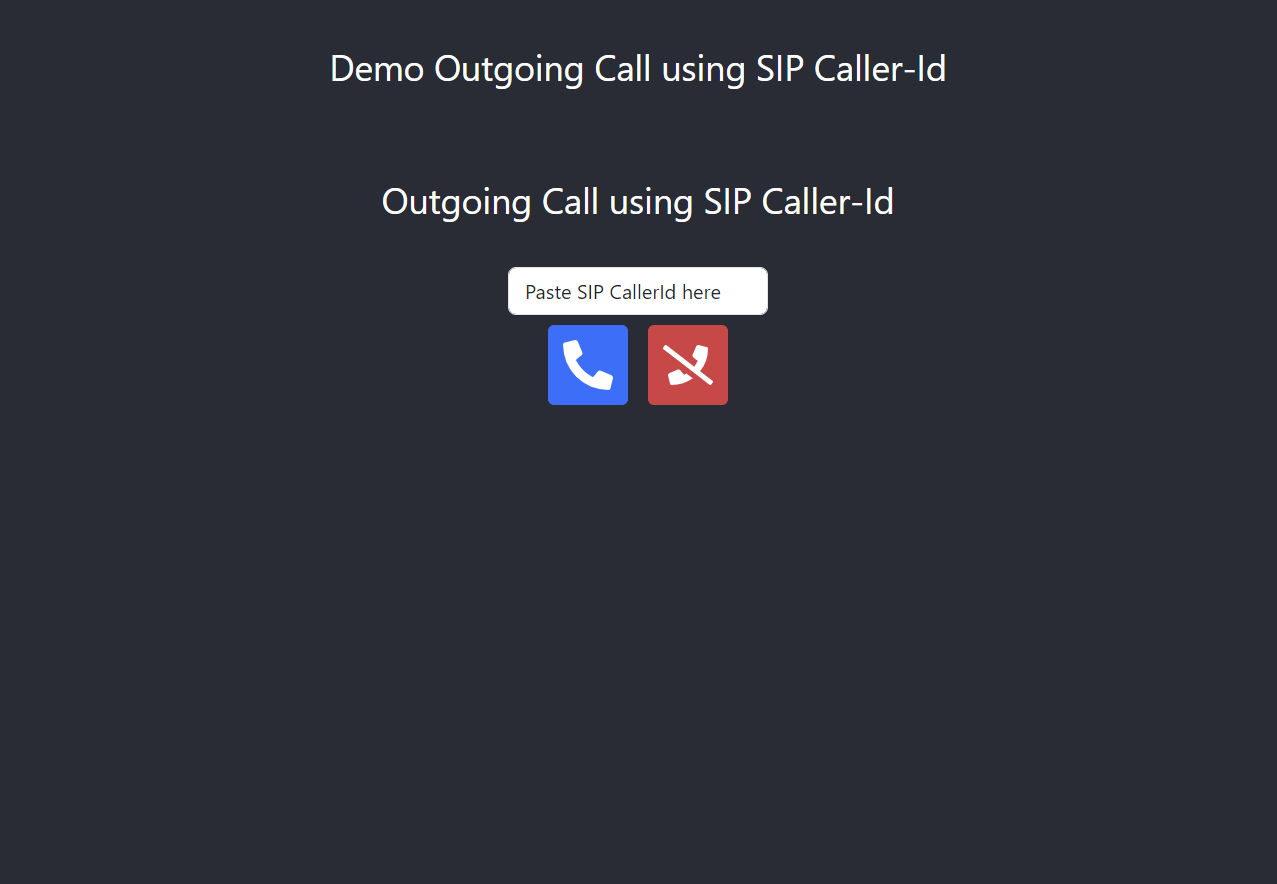 Demo Outgoing Call using SIP Caller-Id
Outgoing Call using SIP Caller-Id
Paste SIP CallerId here